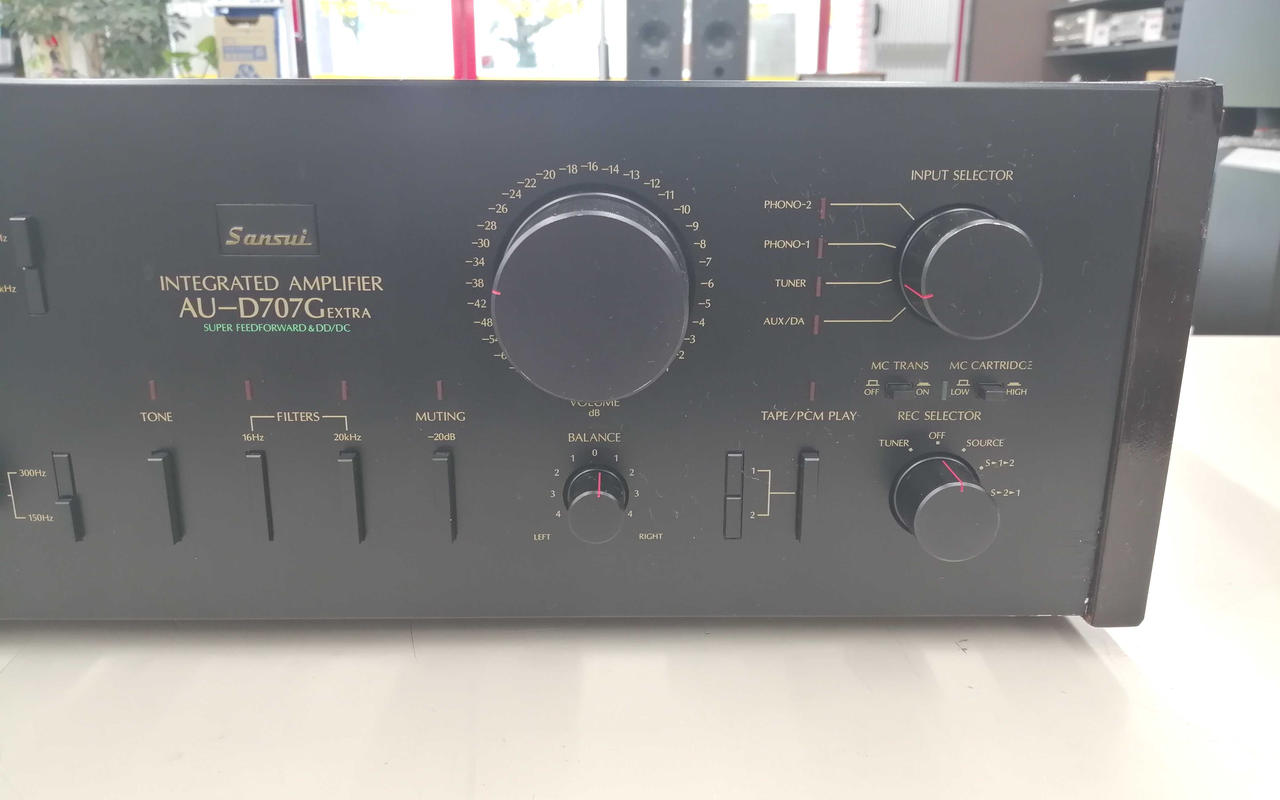 Sansui
INTEGRATED AMPLIFIER
AU-D707G EXTRA
SUPER FEEDFORWARD & DD/DC
kHz
-42 -38 -34 -30 -28 -26 -24 -22 -20 -18 -16 -14 -13 -12 -11 -10 -9 -8 -7 -6 -5 -4 -3 -2
-48
VOLUME
dB
INPUT SELECTOR
PHONO-2
PHONO-1
TUNER
AUX/DA
MC TRANS
OFF ON
MC CARTRIDGE
LOW HIGH
TONE
FILTERS
16Hz 20kHz
MUTING
-20dB
300Hz
150Hz
BALANCE
4 3 2 1 0 1 2 3 4
LEFT RIGHT
TAPE/PCM PLAY
1
2
REC SELECTOR
TUNER OFF SOURCE
S►1►2
S►2►1